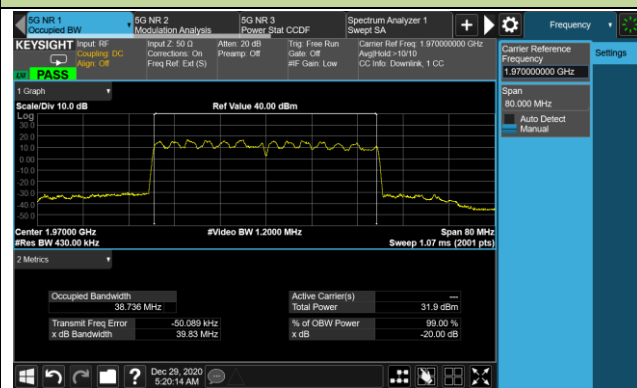 5G NR 1
Occupied BW
5G NR 2
Modulation Analysis
5G NR 3
Power Stat CCDF
Spectrum Analyzer 1
Swept SA
Frequency
KEYSIGHT
Input: RF
Coupling: DC
Align: Off
Input Z: 50 Ω
Corrections: On
Freq Ref: Ext (S)
Atten: 20 dB
Preamp: Off
Trig: Free Run
Gate: Off
#IF Gain: Low
Carrier Ref Freq: 1.970000000 GHz
Avg|Hold:>10/10
CC Info: Downlink, 1 CC
LXI PASS
Carrier Reference
Frequency
1.970000000 GHz
Span
80.000 MHz
Auto Detect
Manual
Settings
1 Graph
Scale/Div 10.0 dB
Ref Value 40.00 dBm
Log
30.0
20.0
10.0
0.00
-10.0
-20.0
-30.0
-40.0
-50.0
Center 1.97000 GHz
#Res BW 430.00 kHz
#Video BW 1.2000 MHz
Span 80 MHz
Sweep 1.07 ms (2001 pts)
2 Metrics
Occupied Bandwidth
38.736 MHz
Transmit Freq Error -50.089 kHz
x dB Bandwidth 39.83 MHz
Active Carrier(s) ---
Total Power 31.9 dBm
% of OBW Power 99.00 %
x dB -20.00 dB
Dec 29, 2020
5:20:14 AM